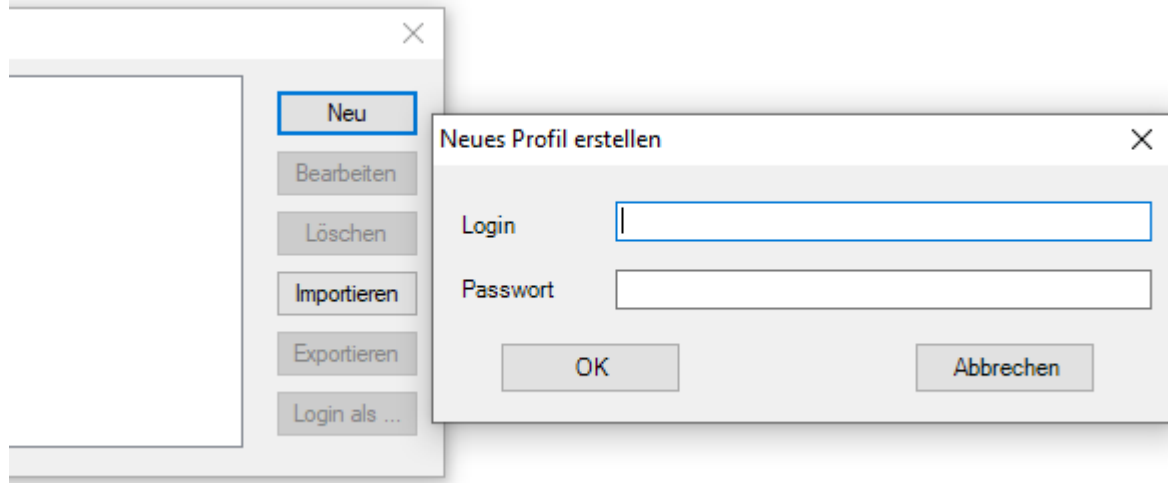 Neu
Bearbeiten
Löschen
Importieren
Exportieren
Login als ...
Neues Profil erstellen
Login
Passwort
OK
Abbrechen